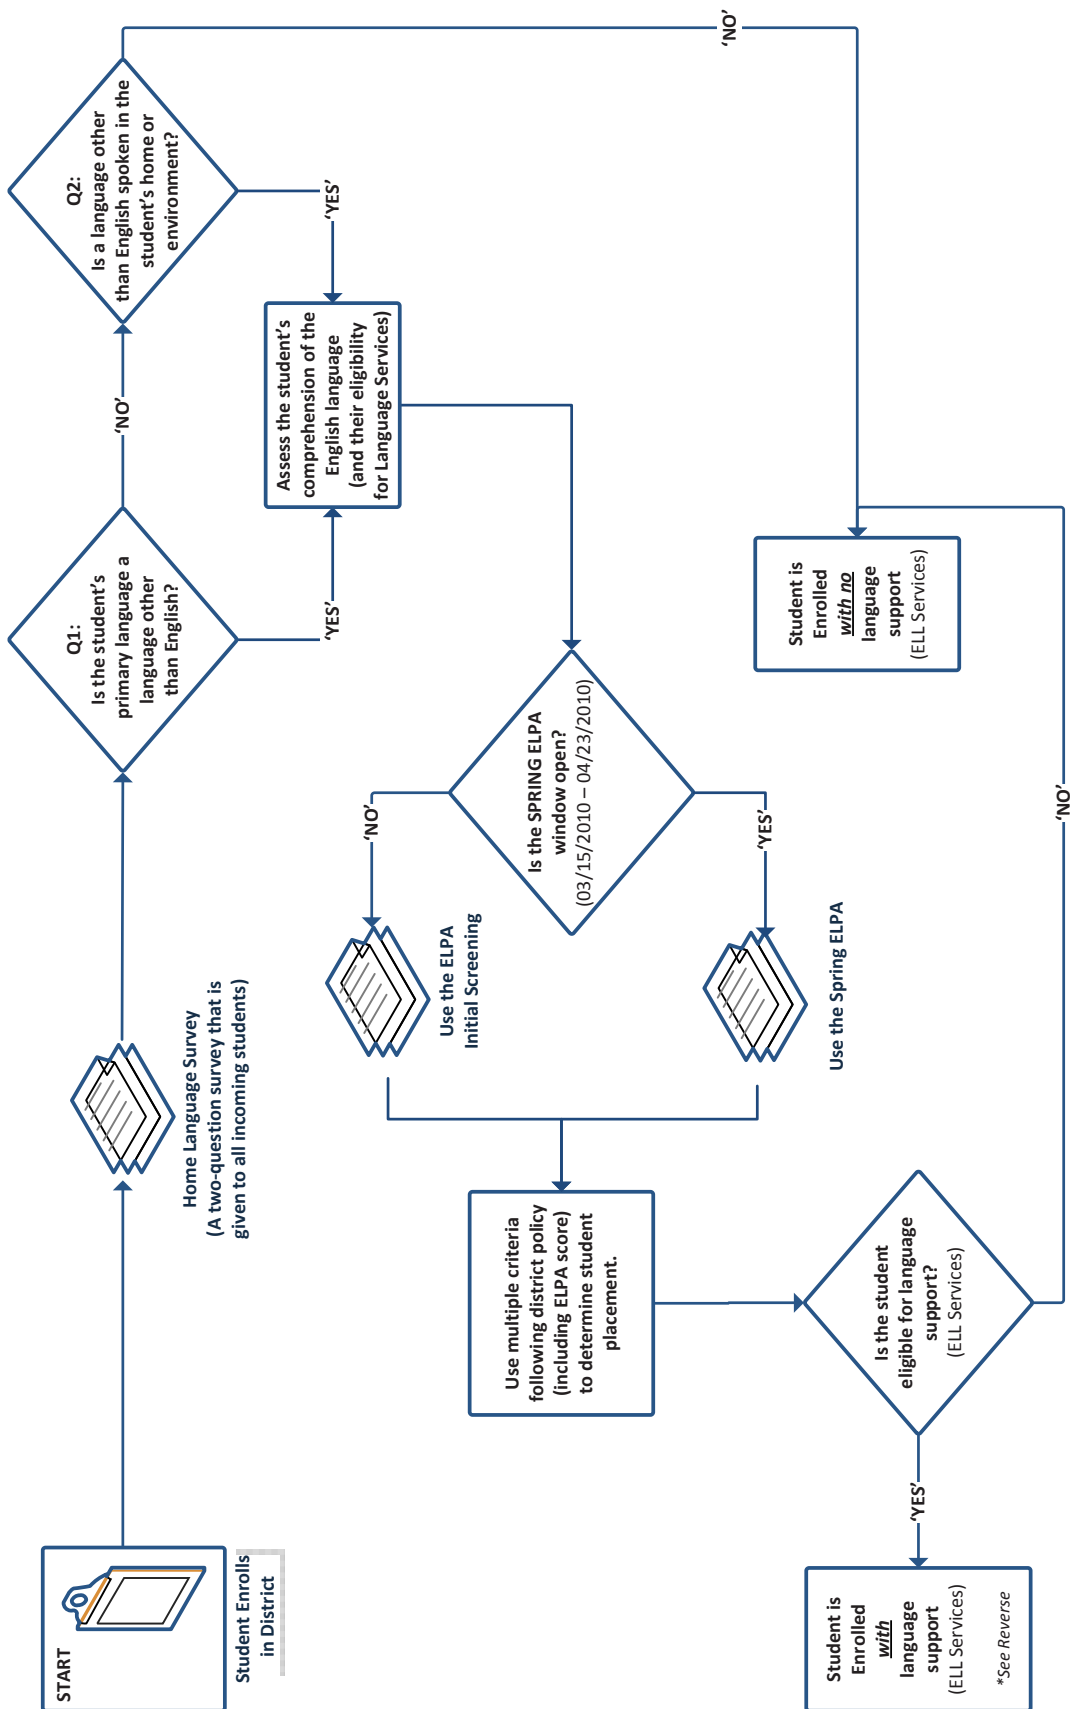 START
Student Enrolls
in District
Home Language Survey
(A two-question survey that is
given to all incoming students)
Q1:
Is the student's
primary language a
language other
than English?
'NO'
'YES'
Q2:
Is a language other
than English spoken in the
student's home or
environment?
'YES'
'NO'
Assess the student's
comprehension of the
English language
(and their eligibility
for Language Services)
Is the SPRING ELPA
window open?
(03/15/2010 – 04/23/2010)
'NO'
'YES'
Use the ELPA
Initial Screening
Use the Spring ELPA
Use multiple criteria
following district policy
(including ELPA score)
to determine student
placement.
Is the student
eligible for language
support?
(ELL Services)
'YES'
'NO'
Student is
Enrolled
with
language
support
(ELL Services)
*See Reverse
Student is
Enrolled
with no
language
support
(ELL Services)